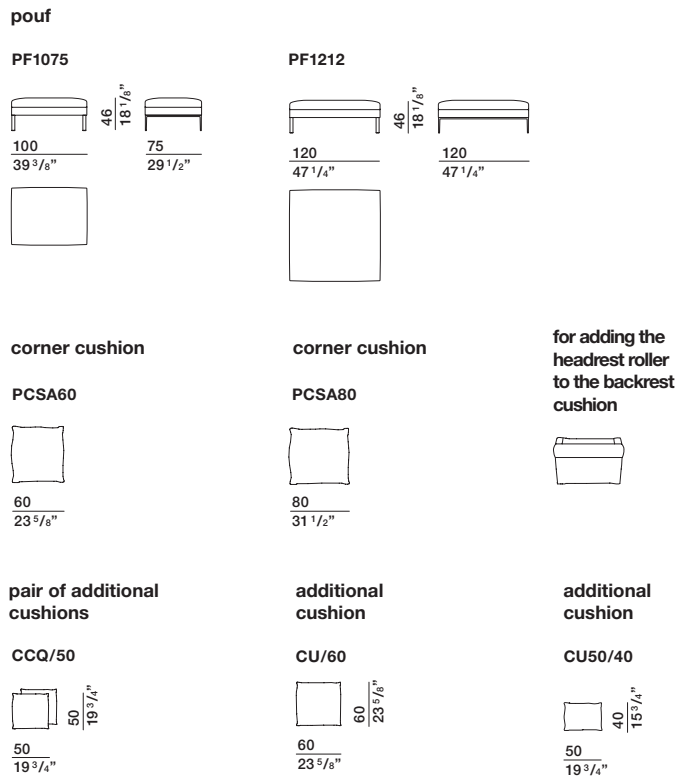 pouf
PF1075
46
18 1/8”
100
39 3/8”
75
29 1/2”
PF1212
46
18 1/8”
120
47 1/4”
120
47 1/4”
corner cushion
PCSA60
60
23 5/8”
corner cushion
PCSA80
80
31 1/2”
for adding the
headrest roller
to the backrest
cushion
pair of additional
cushions
CCQ/50
50
19 3/4”
50
19 3/4”
additional
cushion
CU/60
60
23 5/8”
60
23 5/8”
additional
cushion
CU50/40
40
15 3/4”
50
19 3/4”